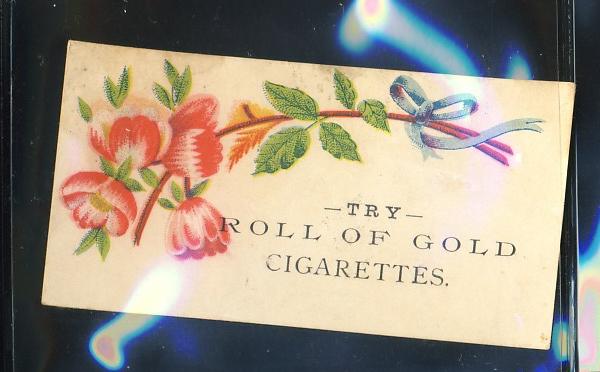 —TRY—
ROLL OF GOLD
CIGARETTES.